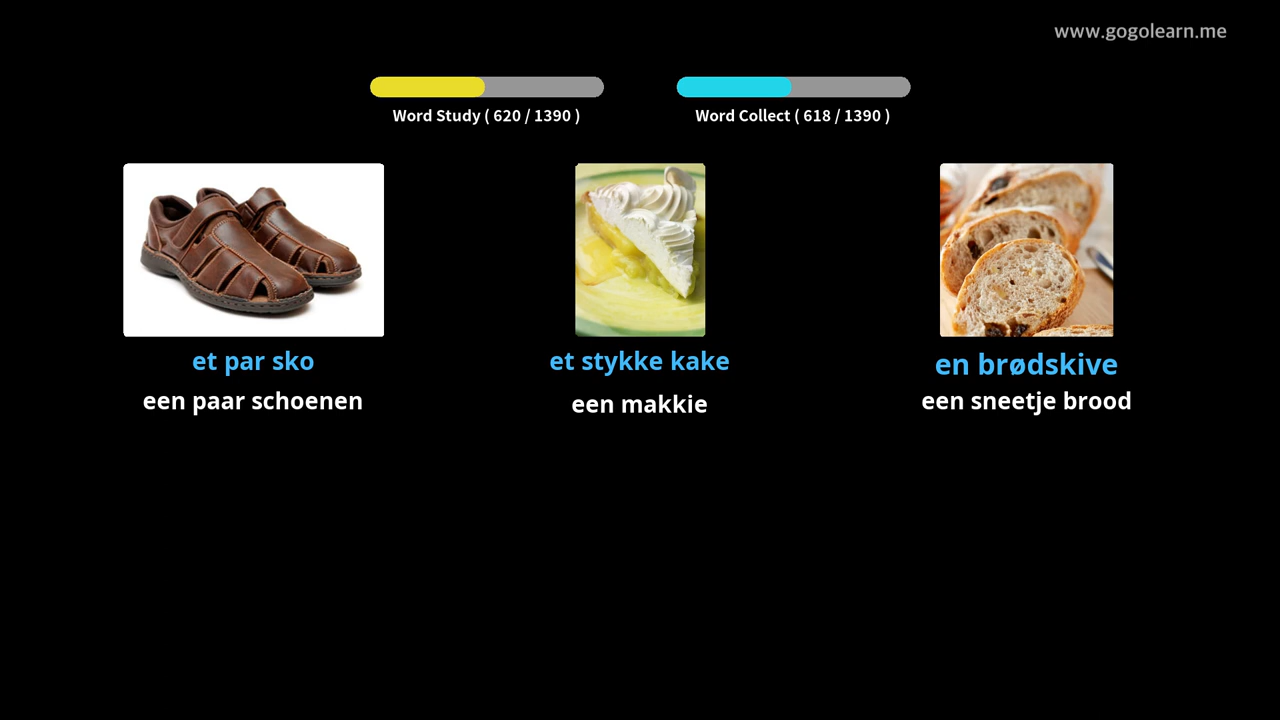 www.gogolearn.me
Word Study ( 620 / 1390 )
Word Collect ( 618 / 1390 )
et par sko
een paar schoenen
et stykke kake
een makkie
en brødskive
een sneetje brood